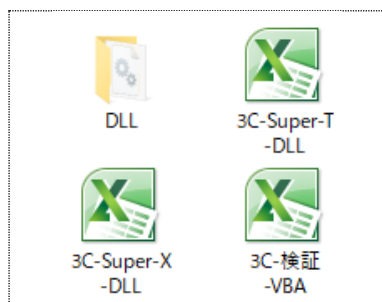 DLL
3C-Super-T
-DLL
3C-Super-X
-DLL
3C-検証
-VBA